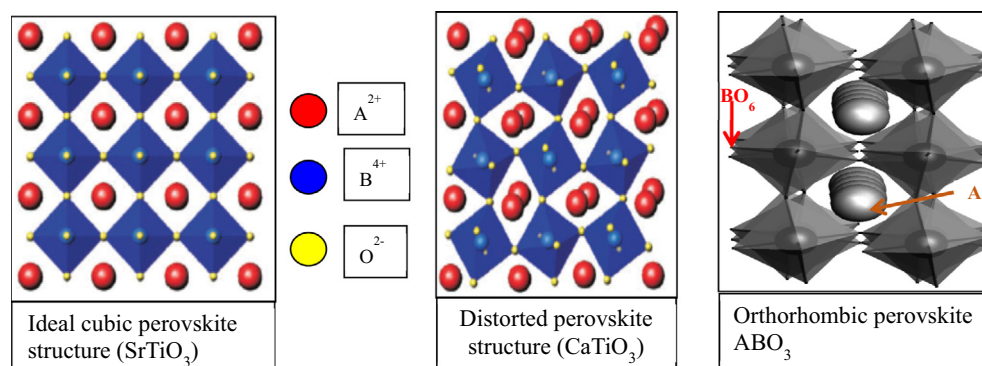 A²⁺
B⁴⁺
O²⁻
BO₆
A
Ideal cubic perovskite
structure (SrTiO₃)
Distorted perovskite
structure (CaTiO₃)
Orthorhombic perovskite
ABO₃